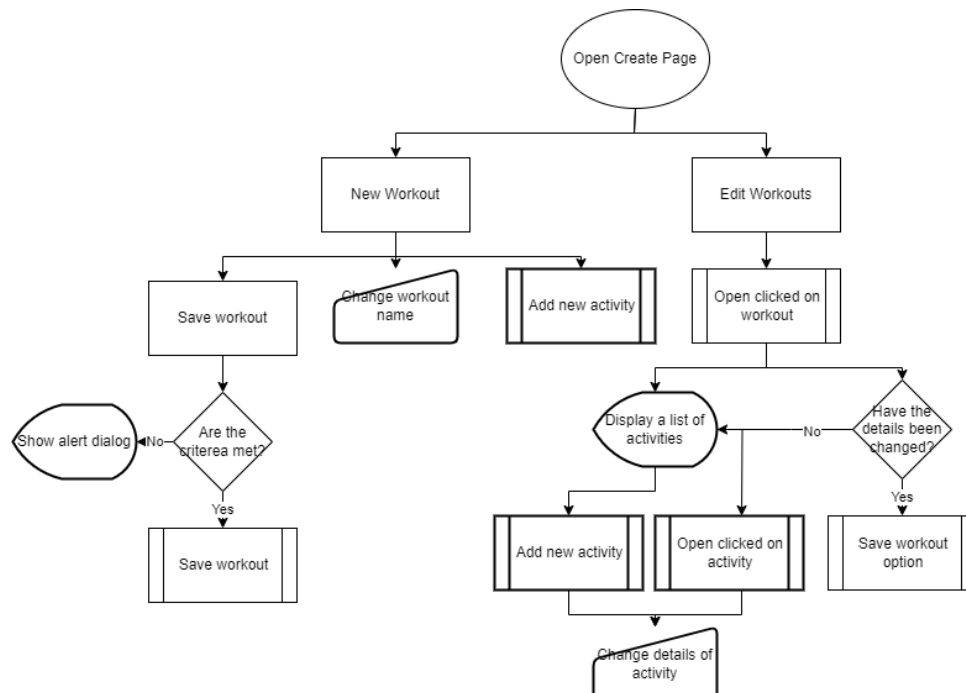 Open Create Page
New Workout
Edit Workouts
Save workout
Change workout
name
Add new activity
Open clicked on
workout
Show alert dialog
No
Are the
criterea met?
Display a list of
activities
No
Have the
details been
changed?
Yes
Yes
Save workout
Add new activity
Open clicked on
activity
Save workout
option
Change details of
activity